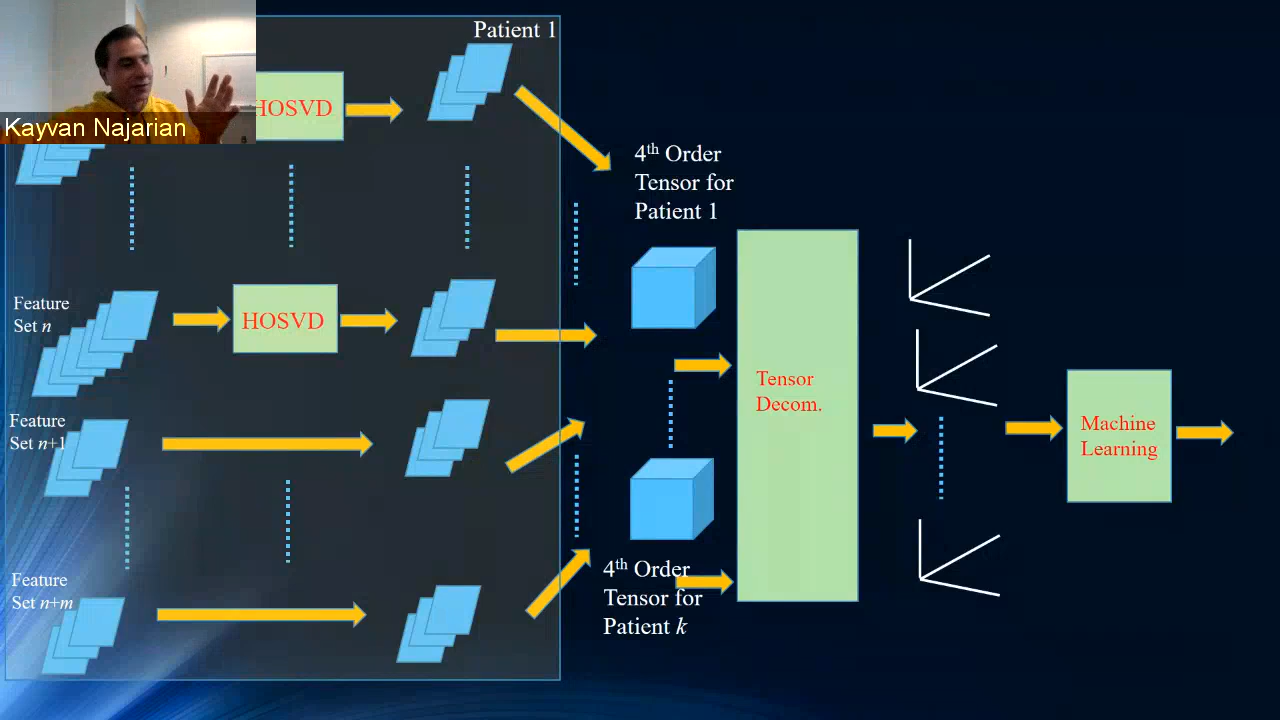 Patient 1
Kayvan Najarian
HOSVD
4th Order
Tensor for
Patient 1
Feature
Set n
HOSVD
Feature
Set n+1
Tensor
Decom.
Machine
Learning
Feature
Set n+m
4th Order
Tensor for
Patient k